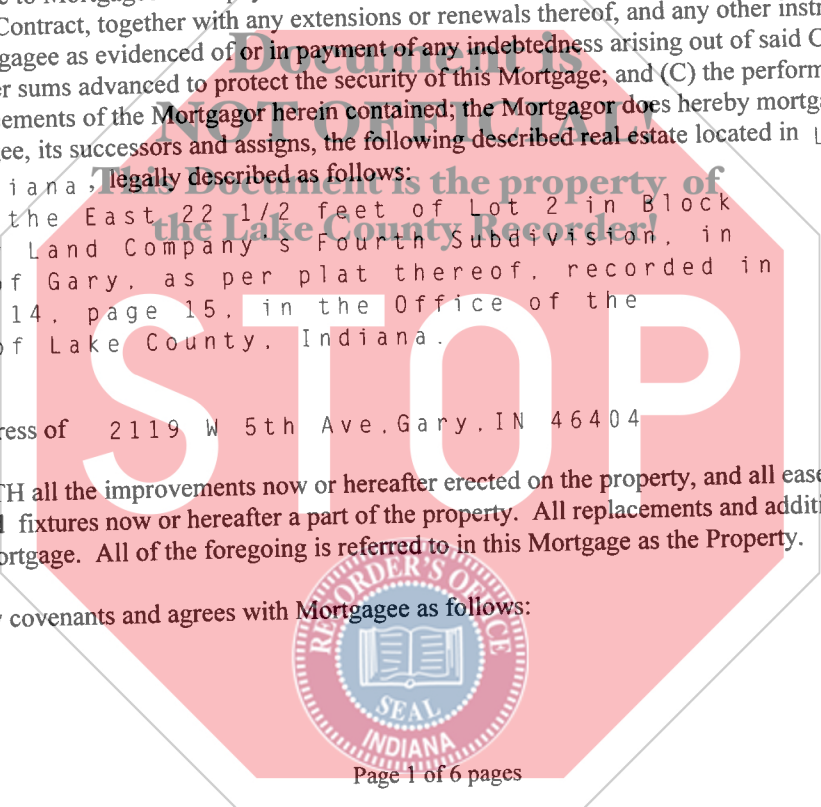 Contract, together with any extensions or renewals thereof, and any other instr
gagee as evidenced of or in payment of any indebtedness arising out of said C
r sums advanced to protect the security of this Mortgage; and (C) the perform
ements of the Mortgagor herein contained; the Mortgagor does hereby mortga
ee, its successors and assigns, the following described real estate located in L
iana, legally described as follows:
the East 22 1/2 feet of Lot 2 in Block
Land Company's Fourth Subdivision, in
of Gary, as per plat thereof, recorded in
14, page 15, in the Office of the
of Lake County, Indiana.
ress of 2119 W 5th Ave,Gary,IN 46404
TH all the improvements now or hereafter erected on the property, and all ease
fixtures now or hereafter a part of the property. All replacements and additi
ortgage. All of the foregoing is referred to in this Mortgage as the Property.
covenants and agrees with Mortgagee as follows:
Page 1 of 6 pages
Document is
NOT OFFICIAL!
This Document is the property of
the Lake County Recorder!
STOP
RECORDER'S OFFICE
SEAL
INDIANA